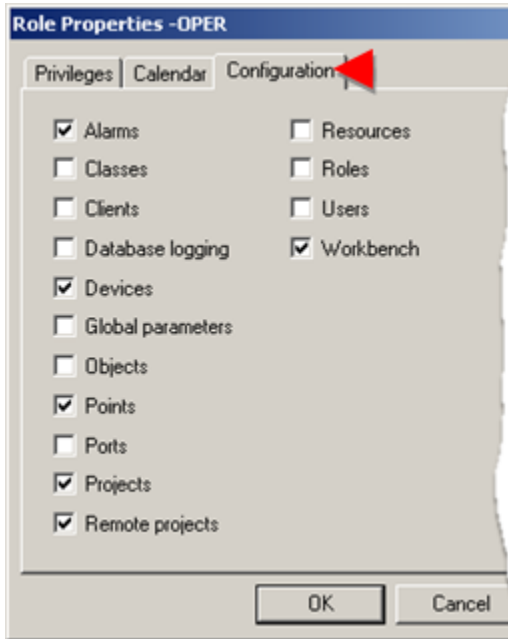 Role Properties -OPER
Privileges Calendar Configuration
Alarms
Classes
Clients
Database logging
Devices
Global parameters
Objects
Points
Ports
Projects
Remote projects
Resources
Roles
Users
Workbench
OK Cancel